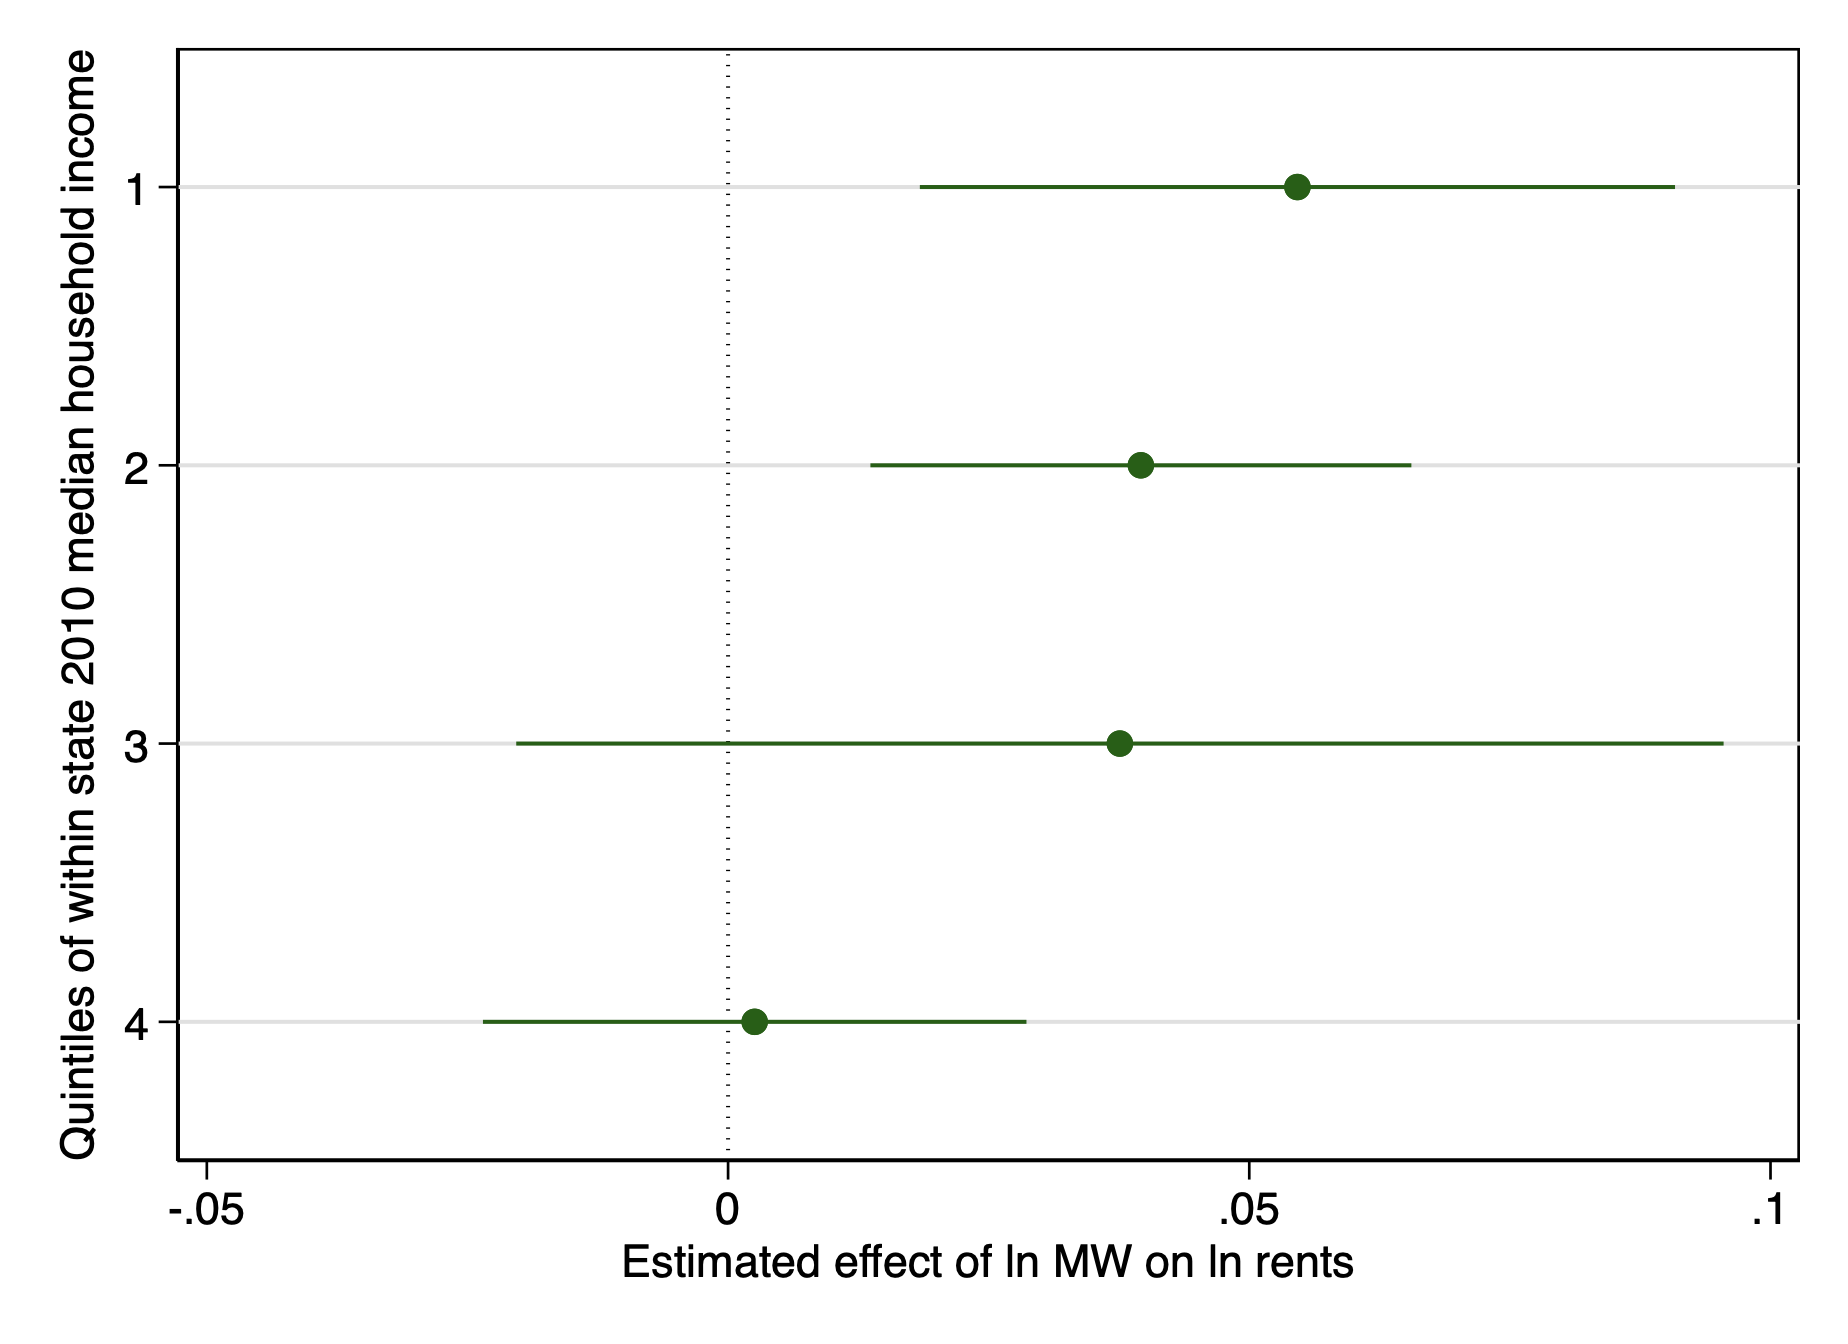 Quintiles of within state 2010 median household income
1
2
3
4
-.05 0 .05 .1
Estimated effect of ln MW on ln rents